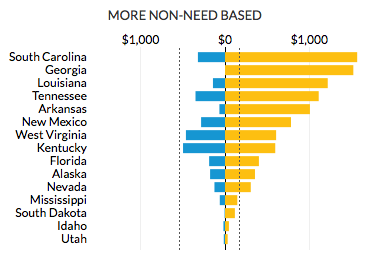 MORE NON-NEED BASED
$1,000 $0 $1,000
South Carolina
Georgia
Louisiana
Tennessee
Arkansas
New Mexico
West Virginia
Kentucky
Florida
Alaska
Nevada
Mississippi
South Dakota
Idaho
Utah